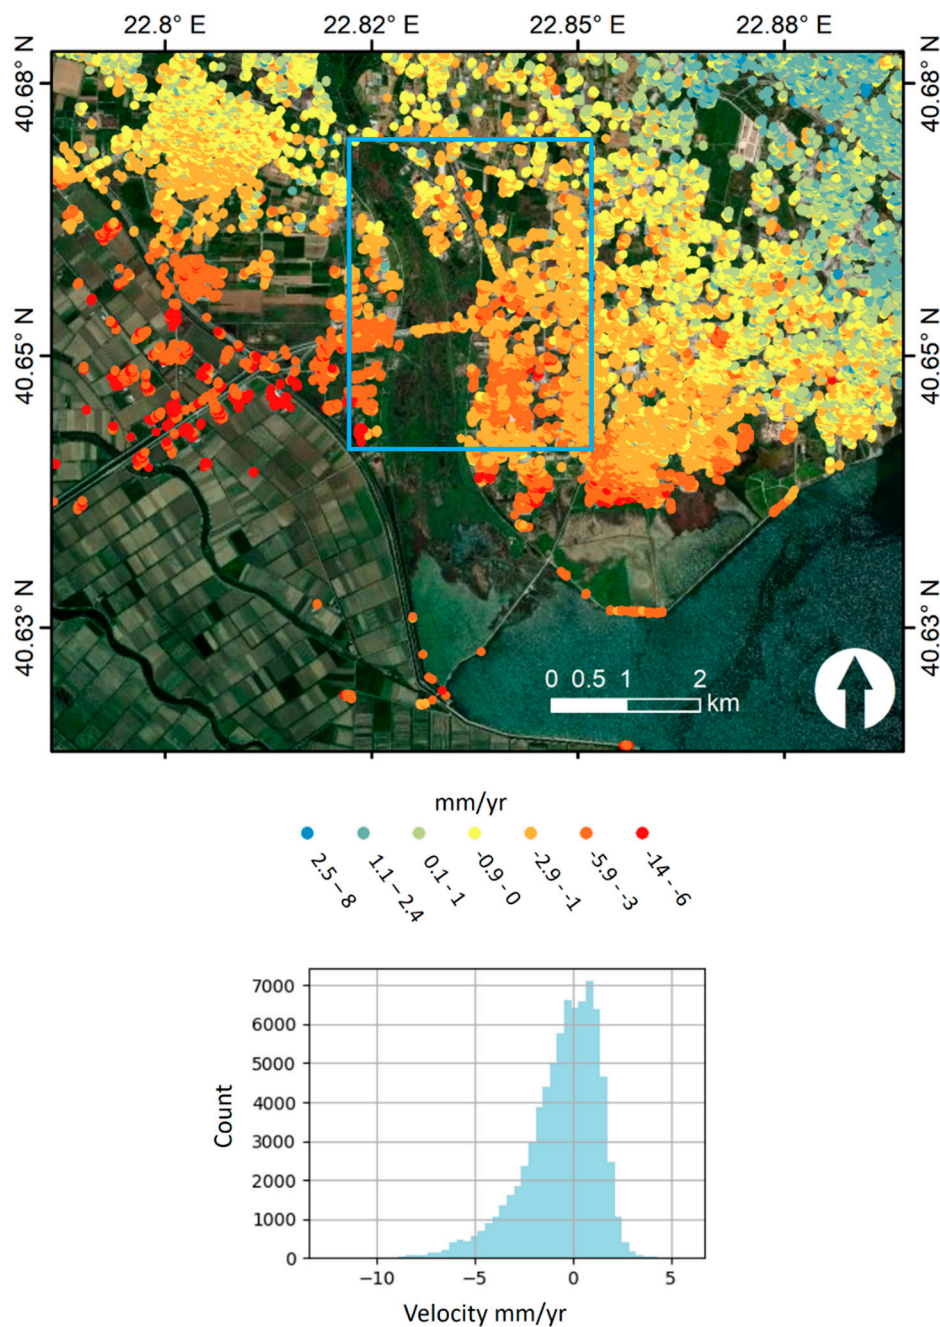 22.8° E 22.82° E 22.85° E 22.88° E
40.68° N 40.68° N
40.65° N 40.65° N
40.63° N 40.63° N
0 0.5 1 2
km
mm/yr
2.5 – 8
1.1 – 2.4
0.1 - 1
-0.9 - 0
-2.9 - -1
-5.9 - -3
-14 - -6
7000
6000
5000
4000
3000
2000
1000
0
Count
−10 −5 0 5
Velocity mm/yr